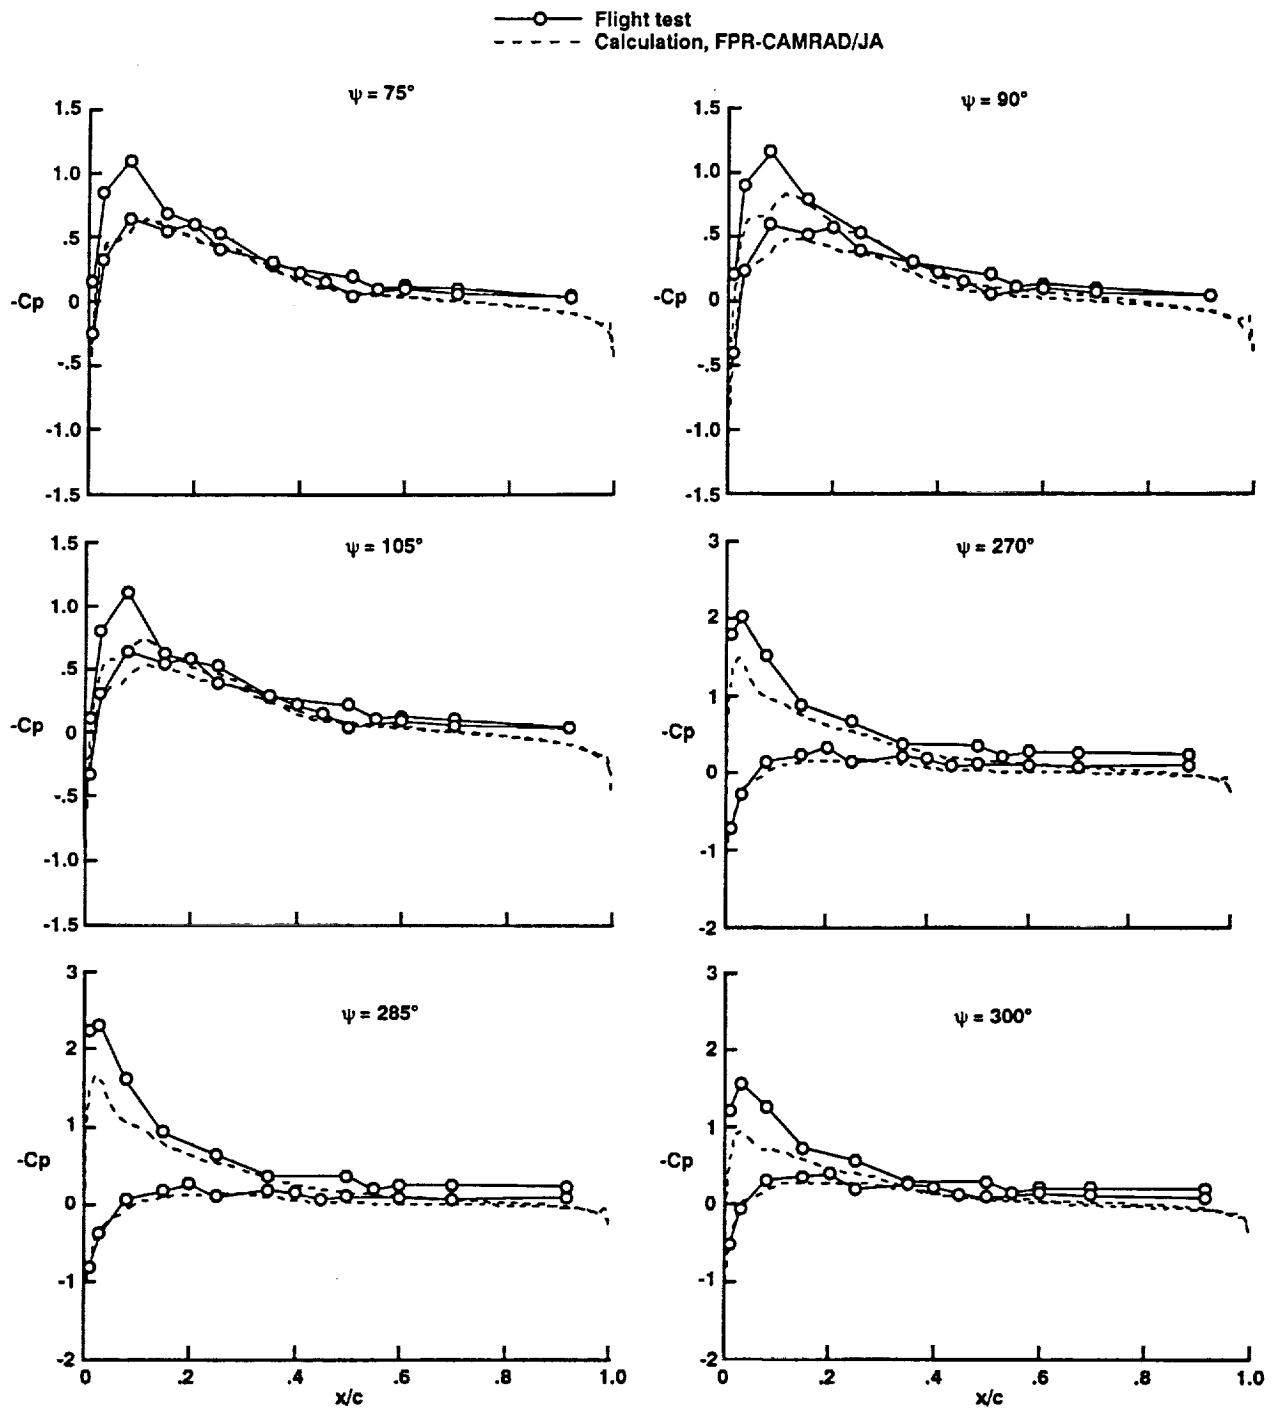 Flight test
Calculation, FPR-CAMRAD/JA
ψ = 75°
1.5
1.0
.5
0
-.5
-1.0
-1.5
-Cp
ψ = 90°
1.5
1.0
.5
0
-.5
-1.0
-1.5
-Cp
ψ = 105°
1.5
1.0
.5
0
-.5
-1.0
-1.5
-Cp
ψ = 270°
3
2
1
0
-1
-2
-Cp
ψ = 285°
3
2
1
0
-1
-2
-Cp
0 .2 .4 .6 .8 1.0
x/c
ψ = 300°
3
2
1
0
-1
-2
-Cp
0 .2 .4 .6 .8 1.0
x/c